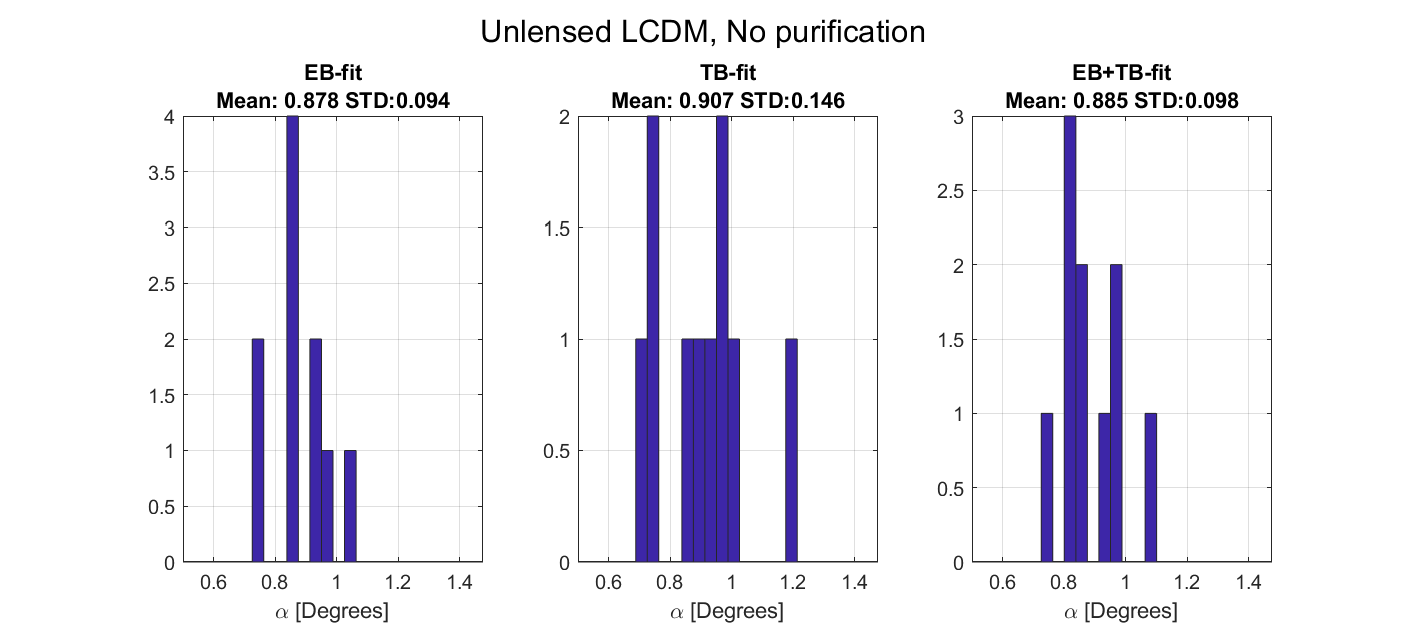 Unlensed LCDM, No purification
EB-fit
Mean: 0.878 STD:0.094
4
3.5
3
2.5
2
1.5
1
0.5
0
0.6 0.8 1 1.2 1.4
α [Degrees]
TB-fit
Mean: 0.907 STD:0.146
2
1.5
1
0.5
0
0.6 0.8 1 1.2 1.4
α [Degrees]
EB+TB-fit
Mean: 0.885 STD:0.098
3
2.5
2
1.5
1
0.5
0
0.6 0.8 1 1.2 1.4
α [Degrees]